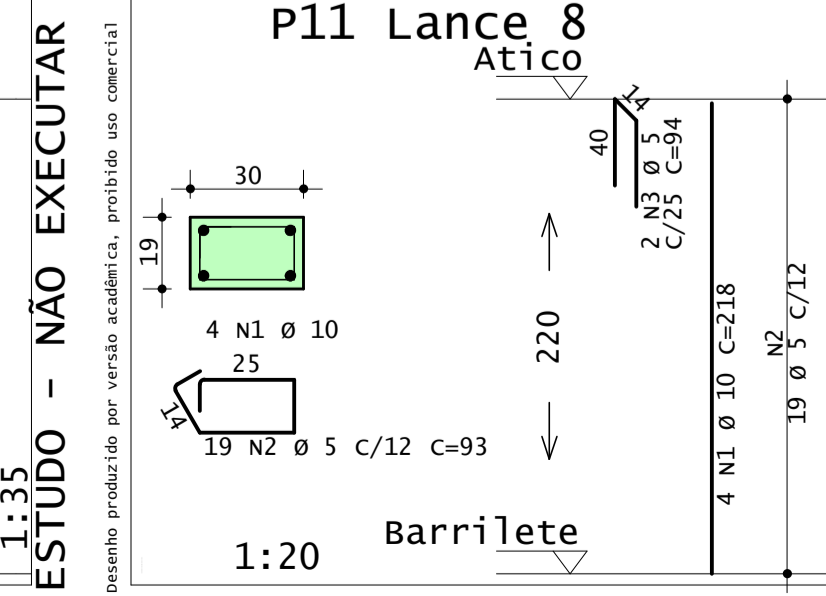 P11 Lance 8
Atico
1:35
ESTUDO - NÃO EXECUTAR
Desenho produzido por versão acadêmica, proibido uso comercial
30
19
4 N1 Ø 10
25
14
19 N2 Ø 5 C/12 C=93
1:20
220
Barrilete
40
14
2 N3 Ø 5
C/25 C=94
4 N1 Ø 10 C=218
N2
19 Ø 5 C/12